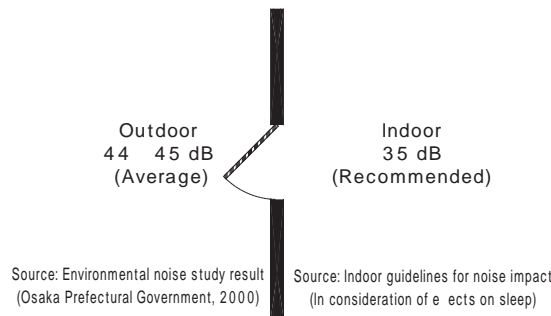 Outdoor
44 45 dB
(Average)
Indoor
35 dB
(Recommended)
Source: Environmental noise study result
(Osaka Prefectural Government, 2000)
Source: Indoor guidelines for noise impact
(In consideration of e ects on sleep)